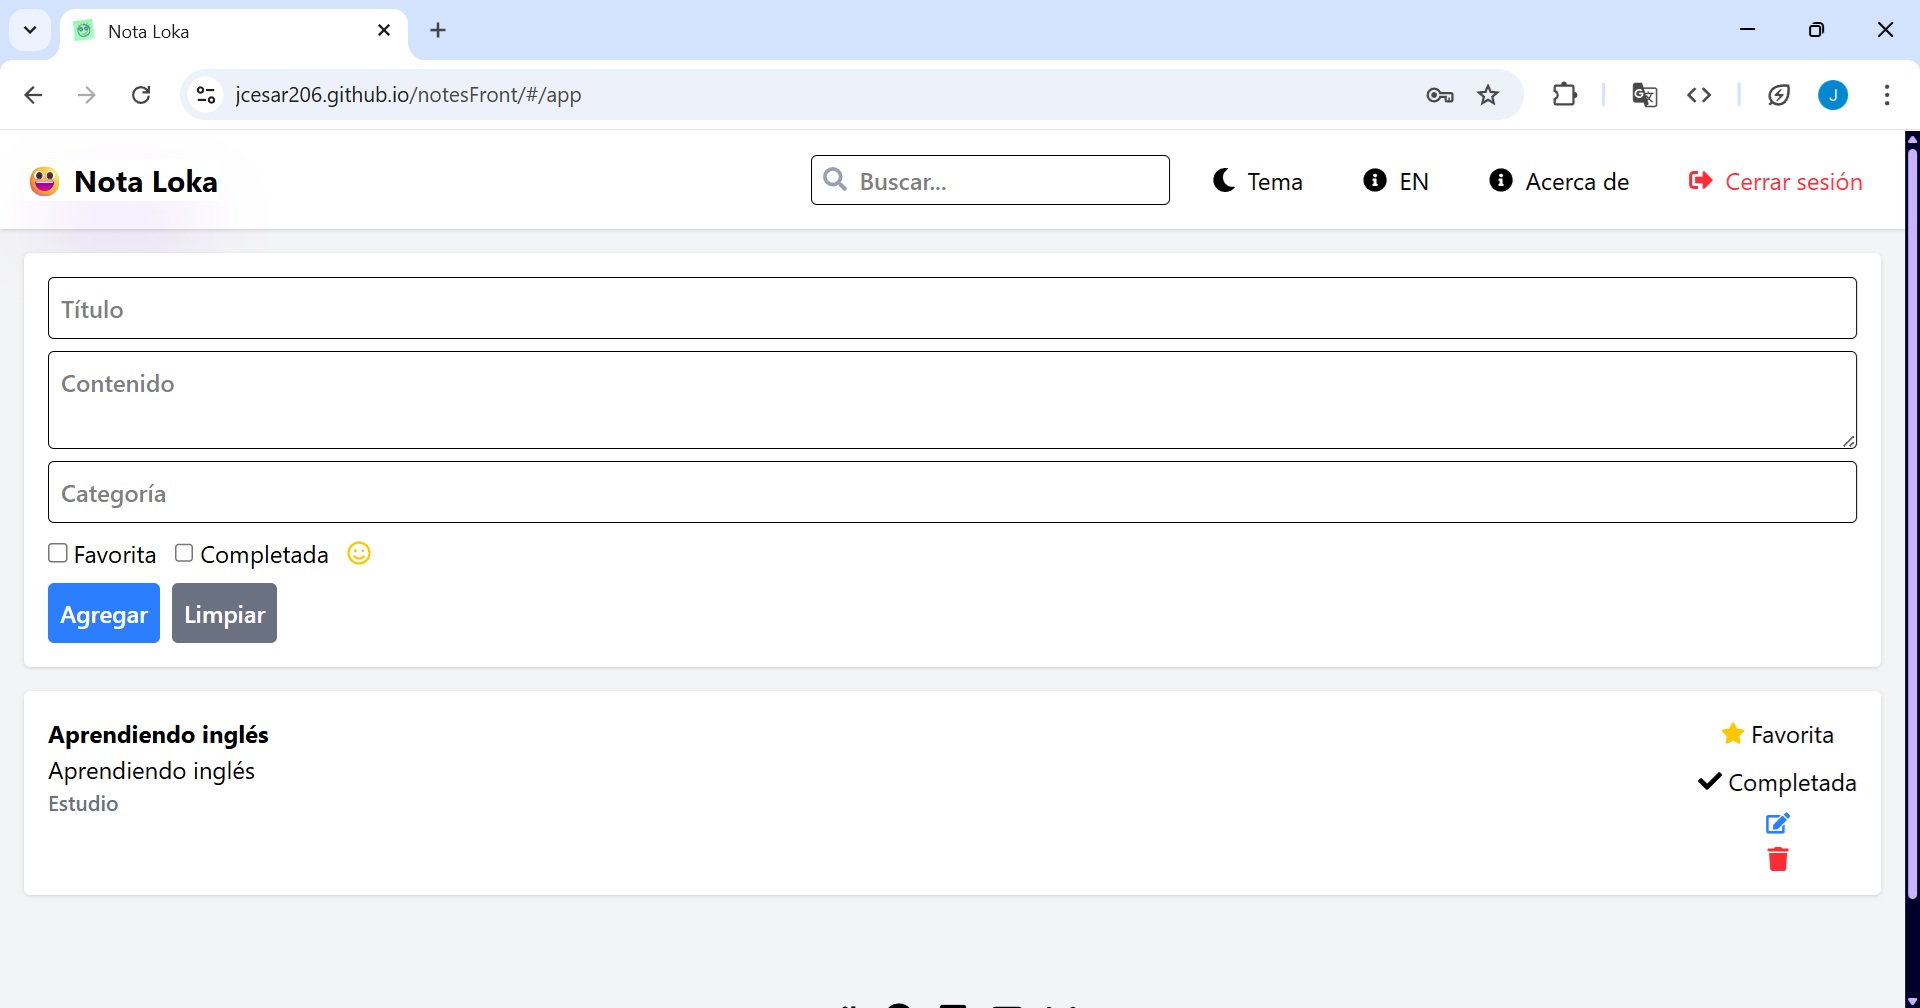 Nota Loka
jcesar206.github.io/notesFront/#/app
J
Nota Loka
Buscar...
Tema
EN
Acerca de
Cerrar sesión
Título
Contenido
Categoría
Favorita
Completada
Agregar
Limpiar
Aprendiendo inglés
Favorita
Aprendiendo inglés
Completada
Estudio